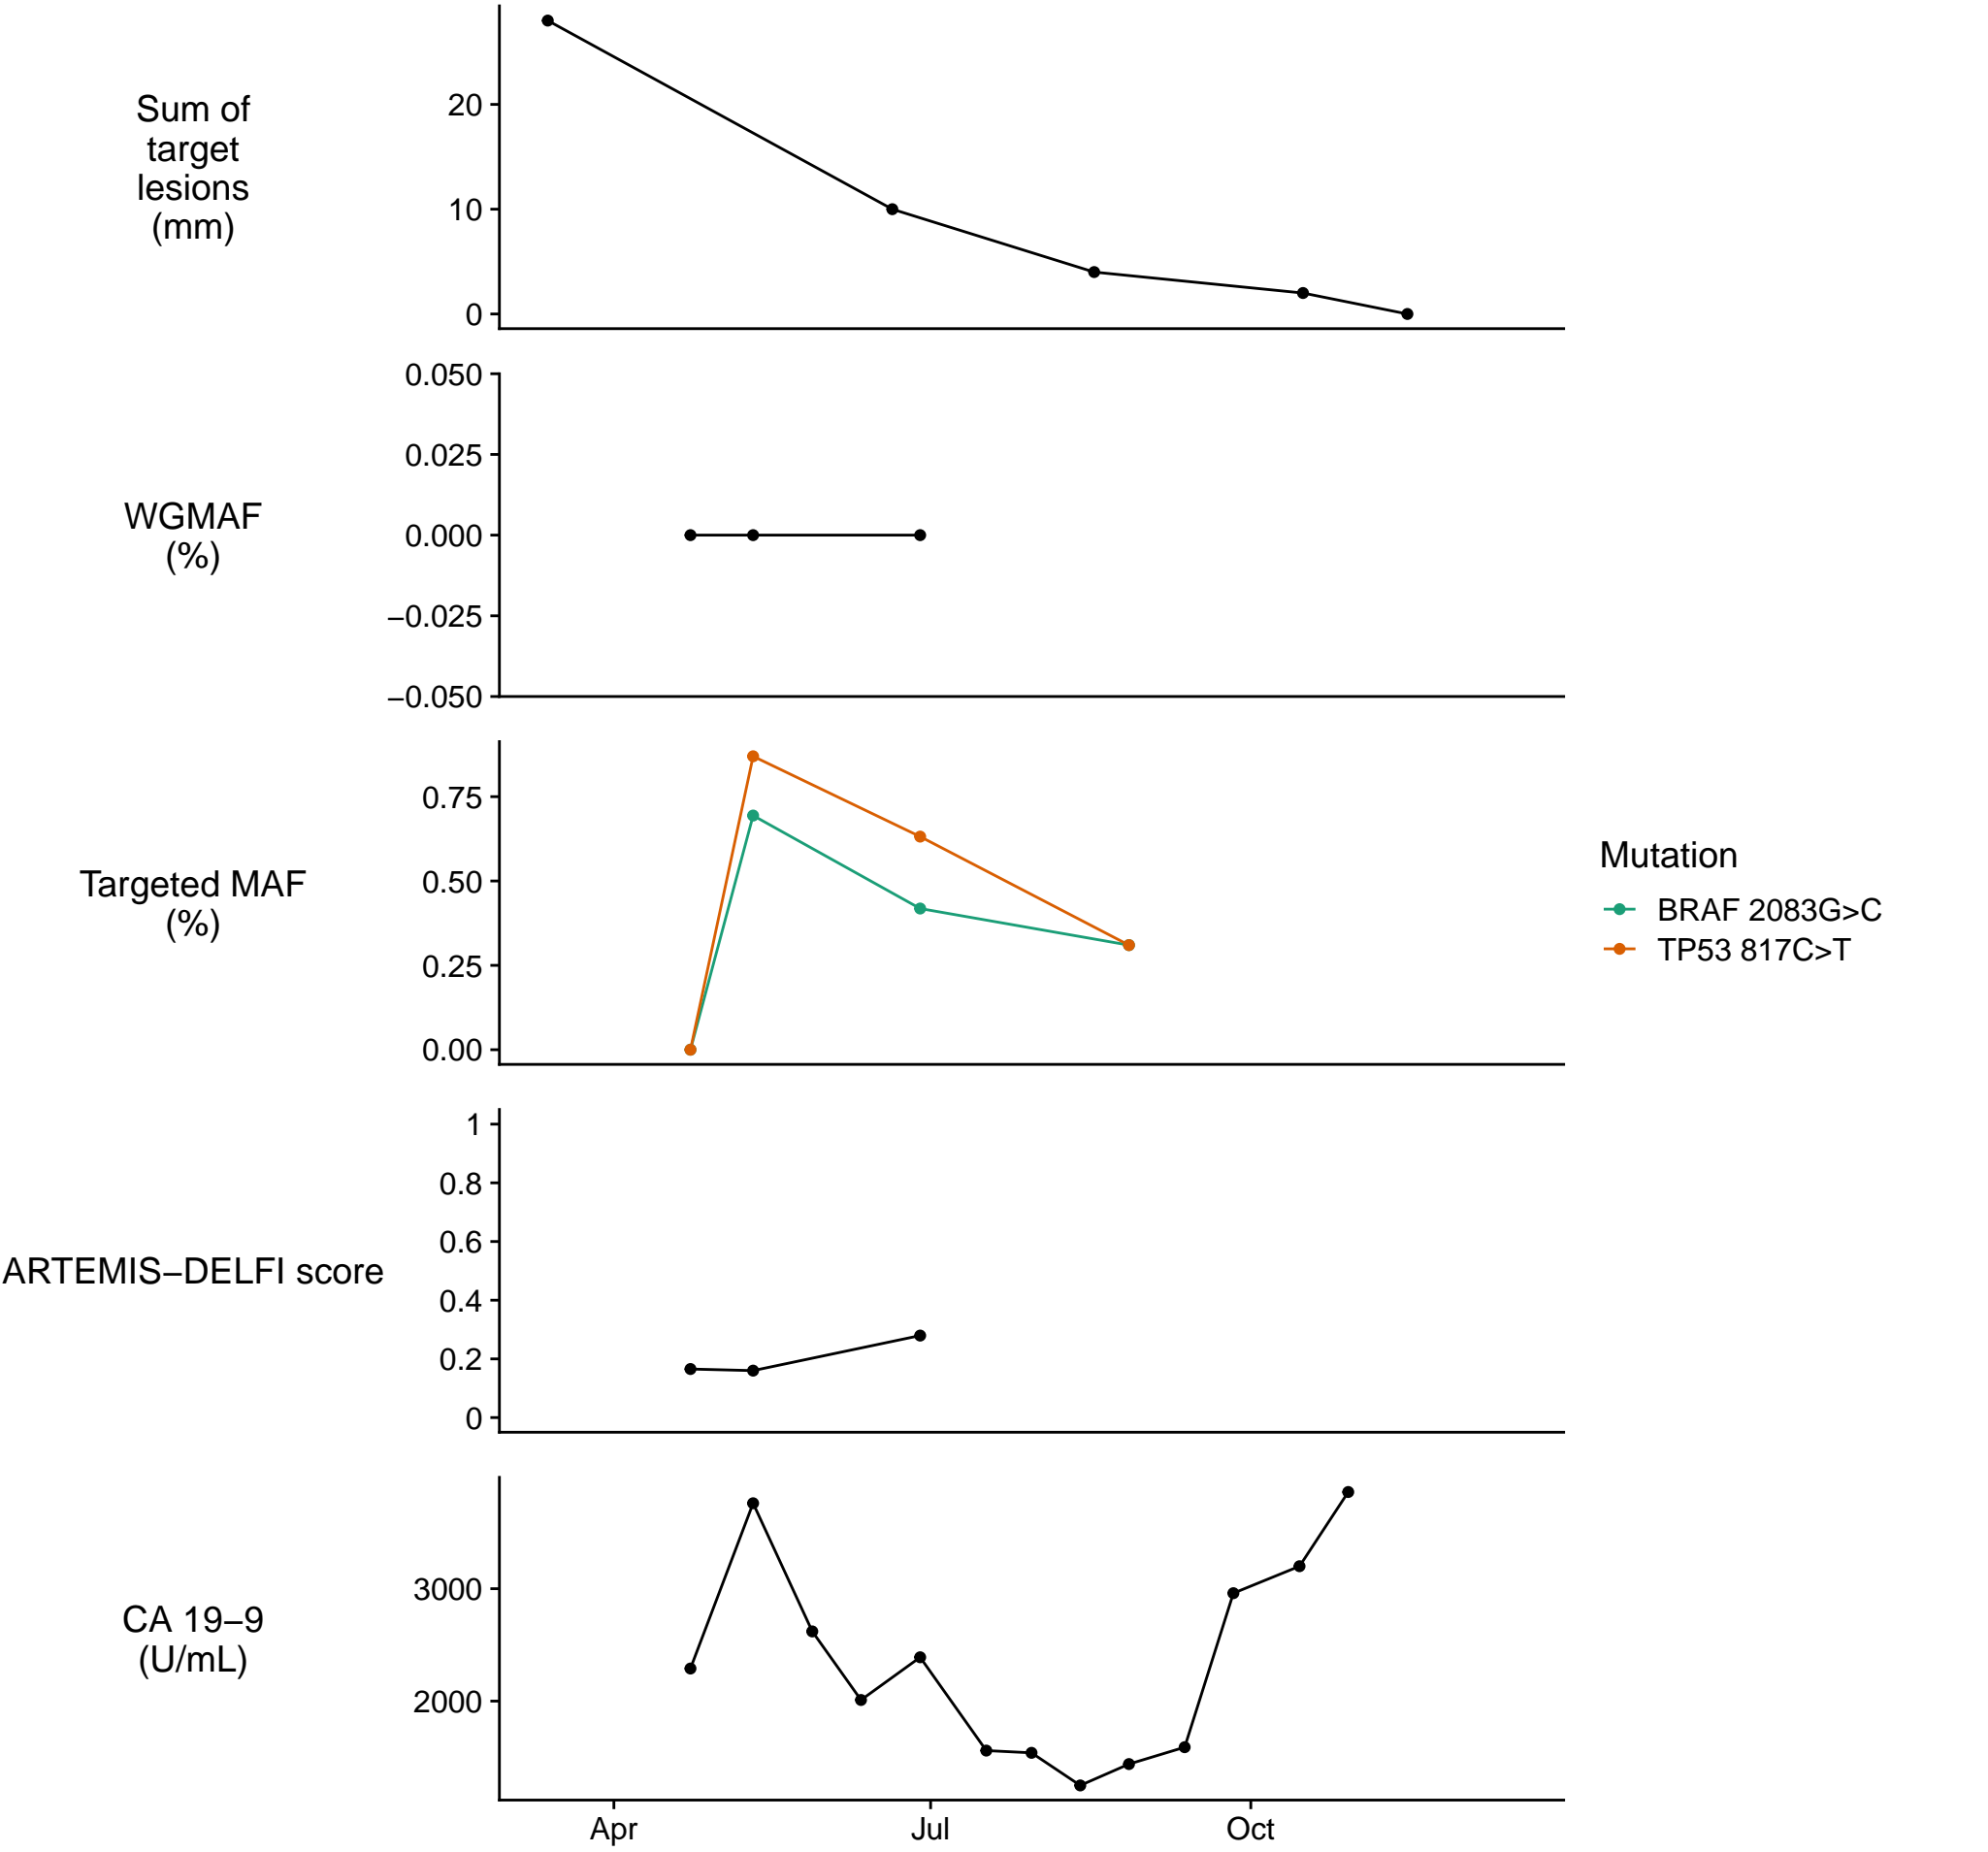 Sum of
target
lesions
(mm)
20
10
0
WGMAF
(%)
0.050
0.025
0.000
−0.025
−0.050
Targeted MAF
(%)
0.75
0.50
0.25
0.00
Mutation
BRAF 2083G>C
TP53 817C>T
ARTEMIS−DELFI score
1
0.8
0.6
0.4
0.2
0
CA 19−9
(U/mL)
3000
2000
Apr Jul Oct